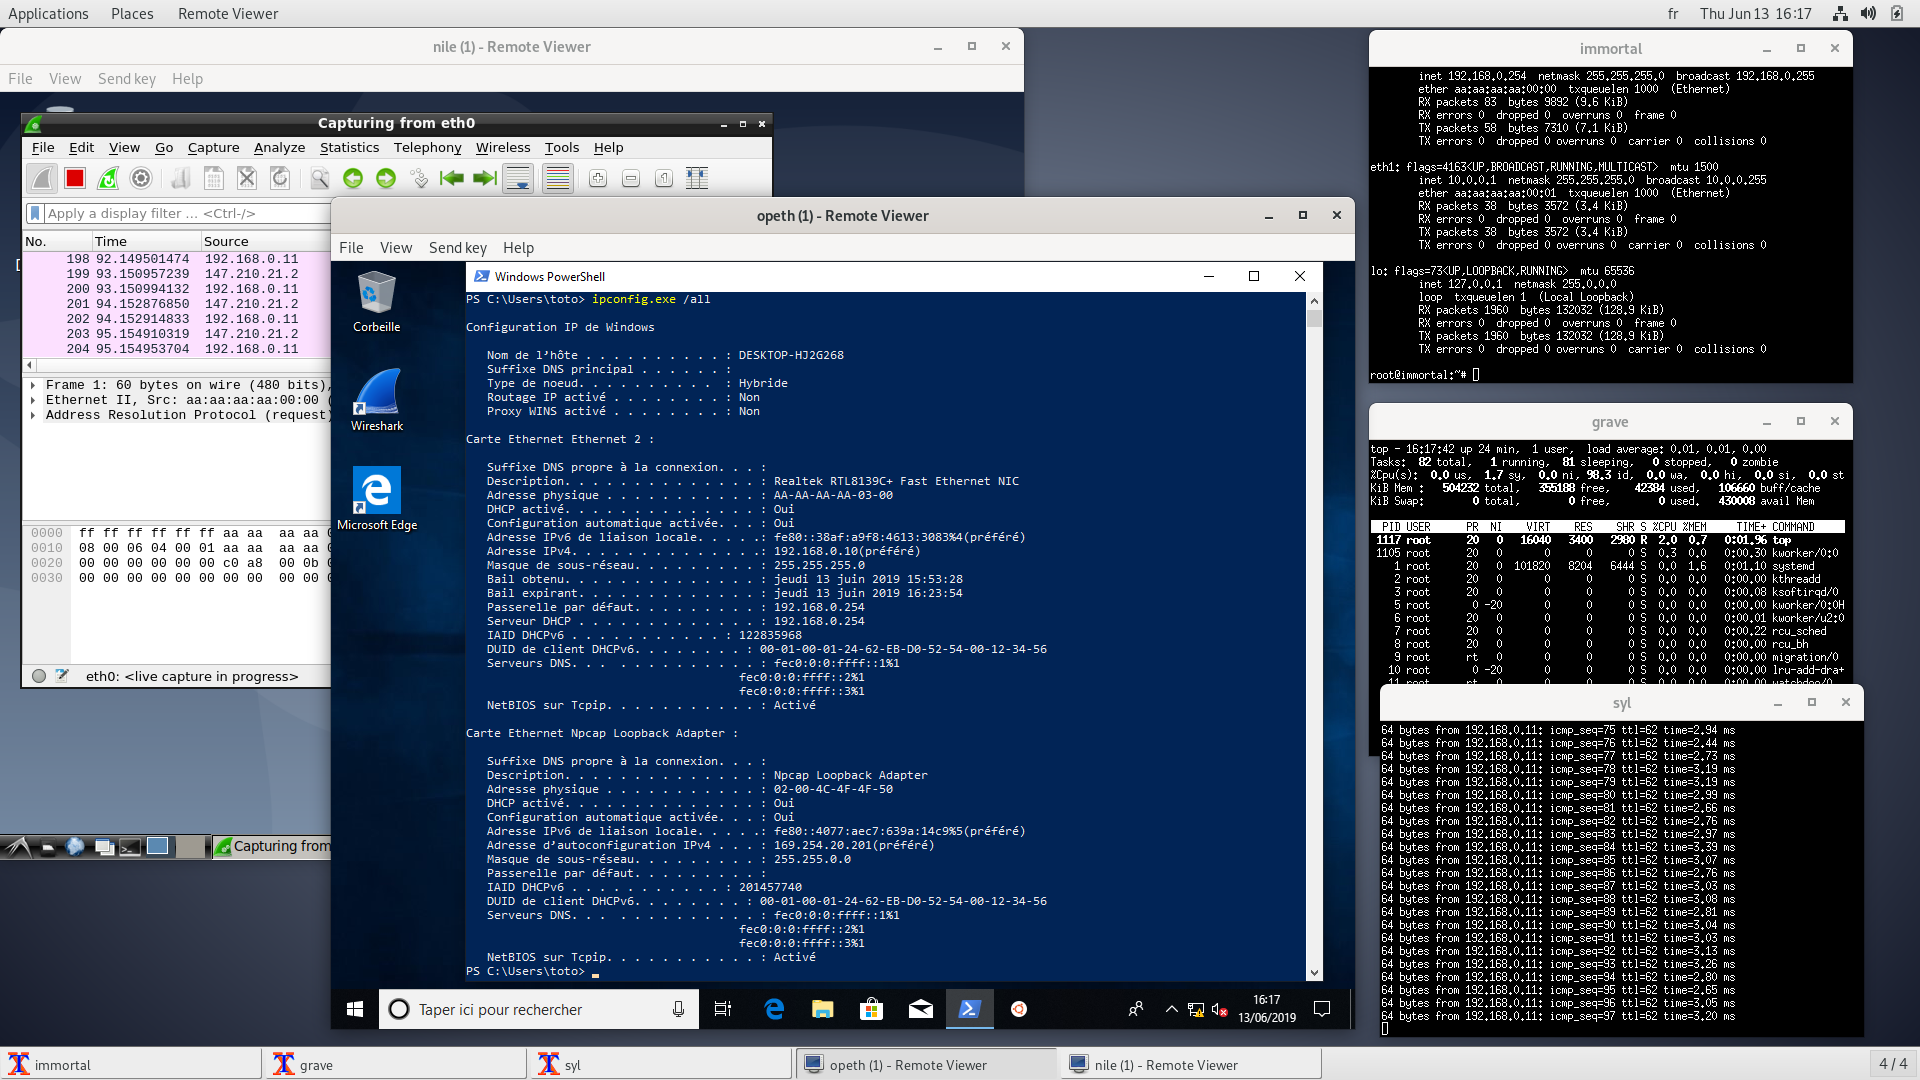 Applications Places Remote Viewer
fr Thu Jun 13 16:17
nile (1) - Remote Viewer
File View Send key Help
Capturing from eth0
File Edit View Go Capture Analyze Statistics Telephony Wireless Tools Help
Apply a display filter ... <Ctrl-/>
No. Time Source
198 92.149501474 192.168.0.11
199 93.150957239 147.210.21.2
200 93.150994132 192.168.0.11
201 94.152876850 147.210.21.2
202 94.152914833 192.168.0.11
203 95.154910319 147.210.21.2
204 95.154953704 192.168.0.11
Frame 1: 60 bytes on wire (480 bits),
Ethernet II, Src: aa:aa:aa:aa:00:00 (
Address Resolution Protocol (request)
0000 ff ff ff ff ff ff aa aa aa aa
0010 08 00 06 04 00 01 aa aa aa aa
0020 00 00 00 00 00 00 c0 a8 00 0b
0030 00 00 00 00 00 00 00 00 00 00
eth0: <live capture in progress>
Capturing from
opeth (1) - Remote Viewer
File View Send key Help
Corbeille
Wireshark
Microsoft Edge
Windows PowerShell
PS C:\Users\toto> ipconfig.exe /all
Configuration IP de Windows
Nom de l'hôte . . . . . . . . . . : DESKTOP-HJ2G268
Suffixe DNS principal . . . . . . :
Type de noeud. . . . . . . . . . : Hybride
Routage IP activé . . . . . . . . : Non
Proxy WINS activé . . . . . . . . : Non
Carte Ethernet Ethernet 2 :
Suffixe DNS propre à la connexion. . . :
Description. . . . . . . . . . . . . . : Realtek RTL8139C+ Fast Ethernet NIC
Adresse physique . . . . . . . . . . . : AA-AA-AA-AA-03-00
DHCP activé. . . . . . . . . . . . . . : Oui
Configuration automatique activée. . . : Oui
Adresse IPv6 de liaison locale. . . . .: fe80::38af:a9f8:4613:3083%4(préféré)
Adresse IPv4. . . . . . . . . . . . . .: 192.168.0.10(préféré)
Masque de sous-réseau. . . . . . . . . : 255.255.255.0
Bail obtenu. . . . . . . . . . . . . . : jeudi 13 juin 2019 15:53:28
Bail expirant. . . . . . . . . . . . . : jeudi 13 juin 2019 16:23:54
Passerelle par défaut. . . . . . . . . : 192.168.0.254
Serveur DHCP . . . . . . . . . . . . . : 192.168.0.254
IAID DHCPv6 . . . . . . . . . . . : 122835968
DUID de client DHCPv6. . . . . . . . : 00-01-00-01-24-62-EB-D0-52-54-00-12-34-56
Serveurs DNS. . . . . . . . . . . . . : fec0:0:0:ffff::1%1
fec0:0:0:ffff::2%1
fec0:0:0:ffff::3%1
NetBIOS sur Tcpip. . . . . . . . . . . : Activé
Carte Ethernet Npcap Loopback Adapter :
Suffixe DNS propre à la connexion. . . :
Description. . . . . . . . . . . . . . : Npcap Loopback Adapter
Adresse physique . . . . . . . . . . . : 02-00-4C-4F-4F-50
DHCP activé. . . . . . . . . . . . . . : Oui
Configuration automatique activée. . . : Oui
Adresse IPv6 de liaison locale. . . . .: fe80::4077:aec7:639a:14c9%5(préféré)
Adresse d'autoconfiguration IPv4 . . . : 169.254.20.201(préféré)
Masque de sous-réseau. . . . . . . . . : 255.255.0.0
Passerelle par défaut. . . . . . . . . :
IAID DHCPv6 . . . . . . . . . . . : 201457740
DUID de client DHCPv6. . . . . . . . : 00-01-00-01-24-62-EB-D0-52-54-00-12-34-56
Serveurs DNS. . . . . . . . . . . . . : fec0:0:0:ffff::1%1
fec0:0:0:ffff::2%1
fec0:0:0:ffff::3%1
NetBIOS sur Tcpip. . . . . . . . . . . : Activé
PS C:\Users\toto>
Taper ici pour rechercher
16:17
13/06/2019
immortal
inet 192.168.0.254 netmask 255.255.255.0 broadcast 192.168.0.255
ether aa:aa:aa:aa:00:00 txqueuelen 1000 (Ethernet)
RX packets 83 bytes 9892 (9.6 KiB)
RX errors 0 dropped 0 overruns 0 frame 0
TX packets 58 bytes 7310 (7.1 KiB)
TX errors 0 dropped 0 overruns 0 carrier 0 collisions 0
eth1: flags=4163<UP,BROADCAST,RUNNING,MULTICAST> mtu 1500
inet 10.0.0.1 netmask 255.255.255.0 broadcast 10.0.0.255
ether aa:aa:aa:aa:00:01 txqueuelen 1000 (Ethernet)
RX packets 38 bytes 3572 (3.4 KiB)
RX errors 0 dropped 0 overruns 0 frame 0
TX packets 38 bytes 3572 (3.4 KiB)
TX errors 0 dropped 0 overruns 0 carrier 0 collisions 0
lo: flags=73<UP,LOOPBACK,RUNNING> mtu 65536
inet 127.0.0.1 netmask 255.0.0.0
loop txqueuelen 1 (Local Loopback)
RX packets 1960 bytes 132032 (128.9 KiB)
RX errors 0 dropped 0 overruns 0 frame 0
TX packets 1960 bytes 132032 (128.9 KiB)
TX errors 0 dropped 0 overruns 0 carrier 0 collisions 0
root@immortal:~#
grave
top - 16:17:42 up 24 min, 1 user, load average: 0.01, 0.01, 0.00
Tasks: 82 total, 1 running, 81 sleeping, 0 stopped, 0 zombie
%Cpu(s): 0.0 us, 1.7 sy, 0.0 ni, 98.3 id, 0.0 wa, 0.0 hi, 0.0 si, 0.0 st
KiB Mem : 504232 total, 355188 free, 42384 used, 106660 buff/cache
KiB Swap: 0 total, 0 free, 0 used. 430008 avail Mem
PID USER PR NI VIRT RES SHR S %CPU %MEM TIME+ COMMAND
1117 root 20 0 16040 3400 2980 R 2.0 0.7 0:01.96 top
1105 root 20 0 0 0 0 S 0.3 0.0 0:00.30 kworker/0:0
1 root 20 0 101820 8204 6444 S 0.0 1.6 0:01.10 systemd
2 root 20 0 0 0 0 S 0.0 0.0 0:00.00 kthreadd
3 root 20 0 0 0 0 S 0.0 0.0 0:00.08 ksoftirqd/0
5 root 0 -20 0 0 0 S 0.0 0.0 0:00.00 kworker/0:0H
6 root 20 0 0 0 0 S 0.0 0.0 0:00.01 kworker/u2:0
7 root 20 0 0 0 0 S 0.0 0.0 0:00.22 rcu_sched
8 root 20 0 0 0 0 S 0.0 0.0 0:00.00 rcu_bh
9 root rt 0 0 0 0 S 0.0 0.0 0:00.00 migration/0
10 root 0 -20 0 0 0 S 0.0 0.0 0:00.00 lru-add-dra+
syl
64 bytes from 192.168.0.11: icmp_seq=75 ttl=62 time=2.94 ms
64 bytes from 192.168.0.11: icmp_seq=76 ttl=62 time=2.44 ms
64 bytes from 192.168.0.11: icmp_seq=77 ttl=62 time=2.73 ms
64 bytes from 192.168.0.11: icmp_seq=78 ttl=62 time=3.19 ms
64 bytes from 192.168.0.11: icmp_seq=79 ttl=62 time=3.19 ms
64 bytes from 192.168.0.11: icmp_seq=80 ttl=62 time=2.99 ms
64 bytes from 192.168.0.11: icmp_seq=81 ttl=62 time=2.66 ms
64 bytes from 192.168.0.11: icmp_seq=82 ttl=62 time=2.76 ms
64 bytes from 192.168.0.11: icmp_seq=83 ttl=62 time=2.97 ms
64 bytes from 192.168.0.11: icmp_seq=84 ttl=62 time=3.39 ms
64 bytes from 192.168.0.11: icmp_seq=85 ttl=62 time=3.07 ms
64 bytes from 192.168.0.11: icmp_seq=86 ttl=62 time=2.76 ms
64 bytes from 192.168.0.11: icmp_seq=87 ttl=62 time=3.03 ms
64 bytes from 192.168.0.11: icmp_seq=88 ttl=62 time=3.08 ms
64 bytes from 192.168.0.11: icmp_seq=89 ttl=62 time=2.81 ms
64 bytes from 192.168.0.11: icmp_seq=90 ttl=62 time=3.04 ms
64 bytes from 192.168.0.11: icmp_seq=91 ttl=62 time=3.03 ms
64 bytes from 192.168.0.11: icmp_seq=92 ttl=62 time=3.13 ms
64 bytes from 192.168.0.11: icmp_seq=93 ttl=62 time=3.26 ms
64 bytes from 192.168.0.11: icmp_seq=94 ttl=62 time=2.80 ms
64 bytes from 192.168.0.11: icmp_seq=95 ttl=62 time=2.65 ms
64 bytes from 192.168.0.11: icmp_seq=96 ttl=62 time=3.05 ms
64 bytes from 192.168.0.11: icmp_seq=97 ttl=62 time=3.20 ms
immortal
grave
syl
opeth (1) - Remote Viewer
nile (1) - Remote Viewer
4 / 4